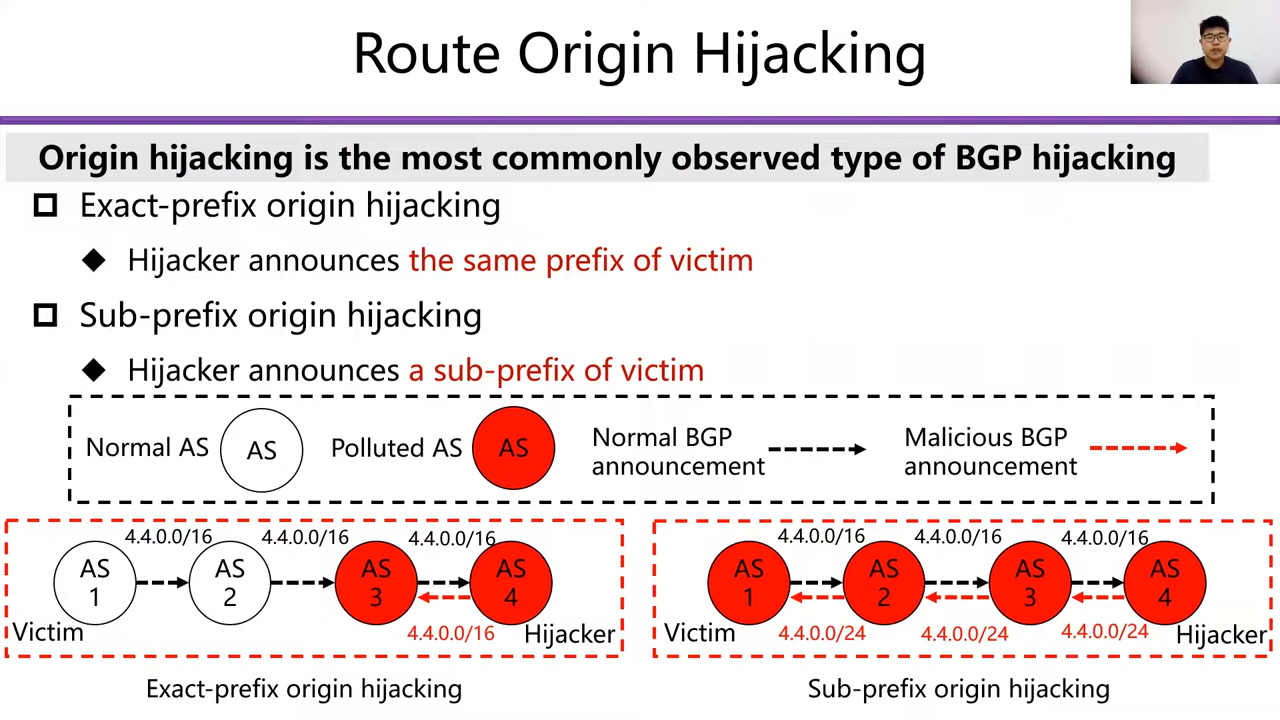 Route Origin Hijacking
Origin hijacking is the most commonly observed type of BGP hijacking
Exact-prefix origin hijacking
Hijacker announces the same prefix of victim
Sub-prefix origin hijacking
Hijacker announces a sub-prefix of victim
Normal AS
AS
Polluted AS
AS
Normal BGP
announcement
Malicious BGP
announcement
4.4.0.0/16
4.4.0.0/16
4.4.0.0/16
AS
1
AS
2
AS
3
AS
4
Victim
4.4.0.0/16
Hijacker
Exact-prefix origin hijacking
4.4.0.0/16
4.4.0.0/16
4.4.0.0/16
AS
1
AS
2
AS
3
AS
4
Victim
4.4.0.0/24
4.4.0.0/24
4.4.0.0/24
Hijacker
Sub-prefix origin hijacking